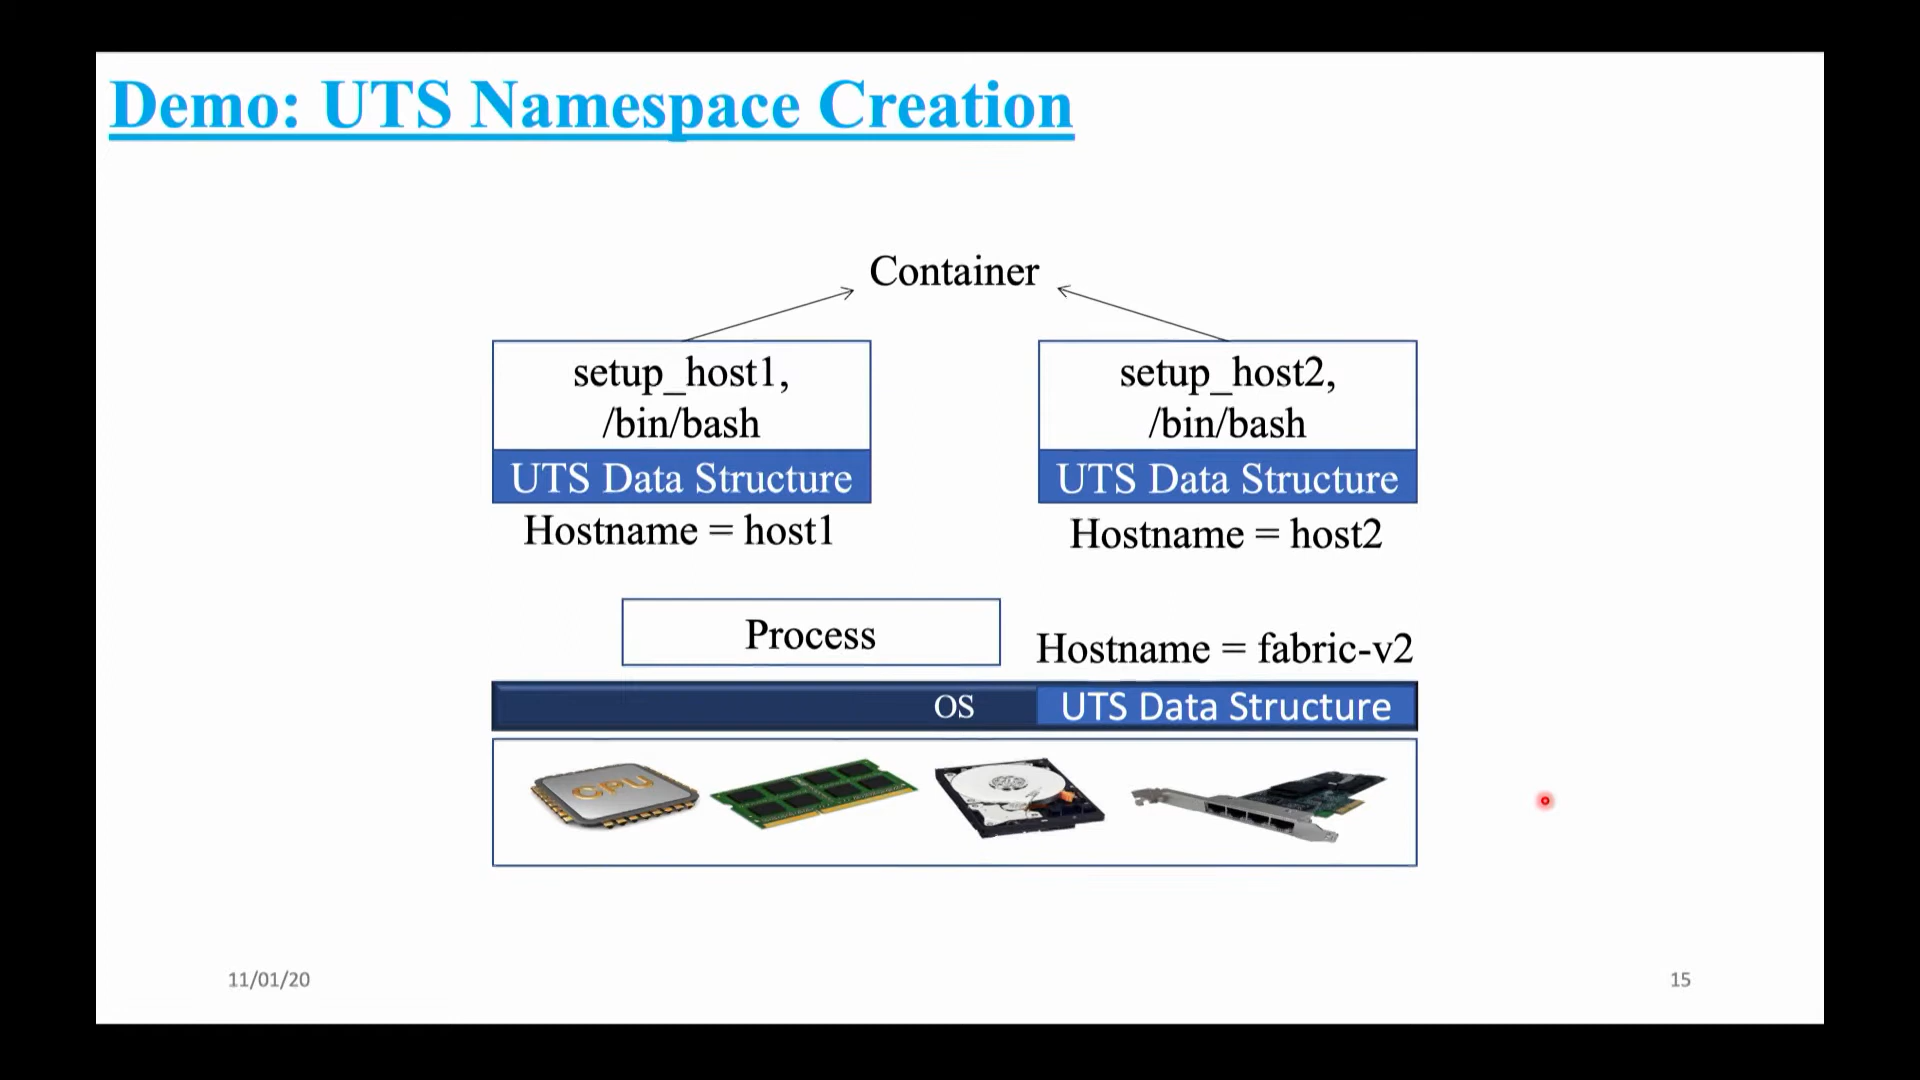 Demo: UTS Namespace Creation
Container
setup_host1,
/bin/bash
UTS Data Structure
Hostname = host1
setup_host2,
/bin/bash
UTS Data Structure
Hostname = host2
Process
Hostname = fabric-v2
OS
UTS Data Structure
CPU
11/01/20
15